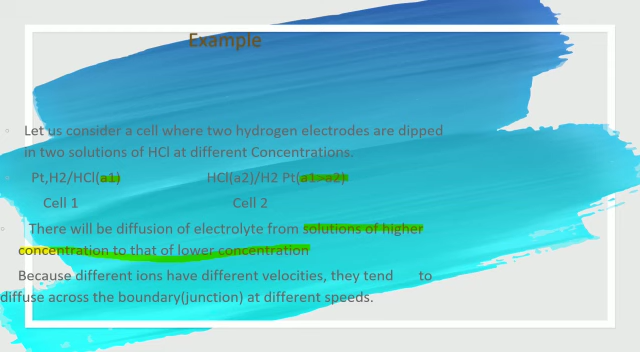 Example
Let us consider a cell where two hydrogen electrodes are dipped
in two solutions of HCl at different Concentrations.
Pt,H2/HCl(a1) HCl(a2)/H2 Pt(a1>a2)
Cell 1 Cell 2
There will be diffusion of electrolyte from solutions of higher
concentration to that of lower concentration
Because different ions have different velocities, they tend to
diffuse across the boundary(junction) at different speeds.